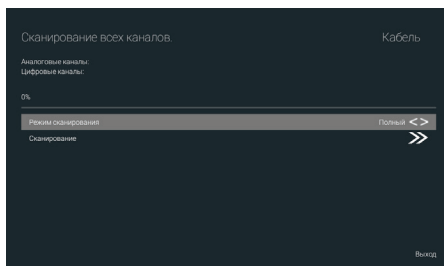 Сканирование всех каналов. Кабель
Аналоговые каналы:
Цифровые каналы:
0%
Режим сканирования Полный <>
Сканирование
Выход